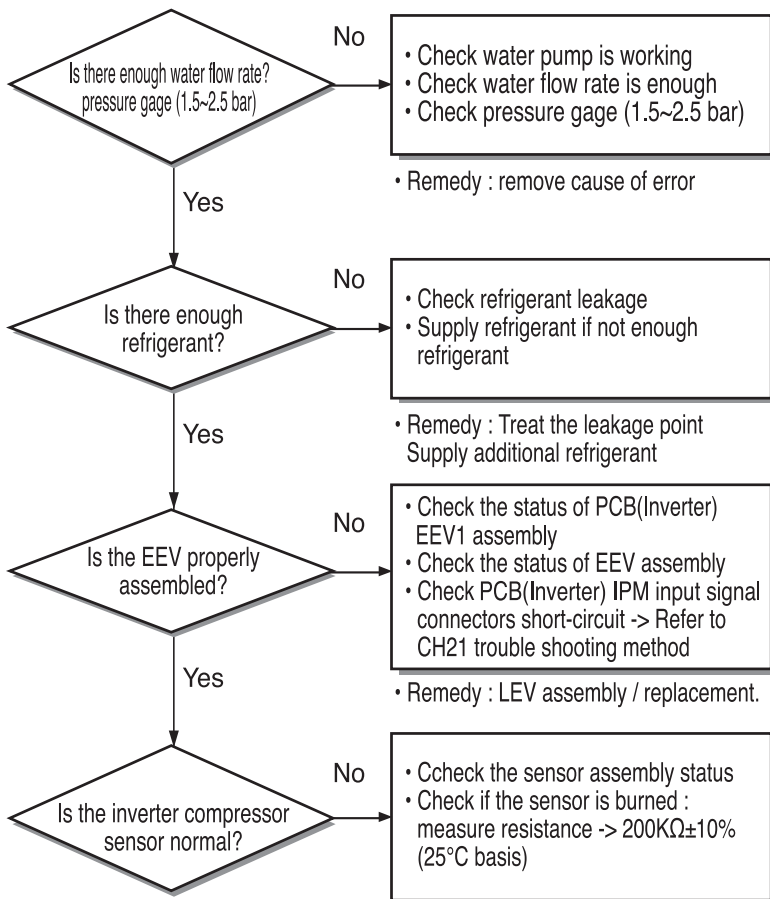 Is there enough water flow rate?
pressure gage (1.5~2.5 bar)
No
• Check water pump is working
• Check water flow rate is enough
• Check pressure gage (1.5~2.5 bar)
• Remedy : remove cause of error
Yes
Is there enough
refrigerant?
No
• Check refrigerant leakage
• Supply refrigerant if not enough
refrigerant
• Remedy : Treat the leakage point
Supply additional refrigerant
Yes
Is the EEV properly
assembled?
No
• Check the status of PCB(Inverter)
EEV1 assembly
• Check the status of EEV assembly
• Check PCB(Inverter) IPM input signal
connectors short-circuit -> Refer to
CH21 trouble shooting method
• Remedy : LEV assembly / replacement.
Yes
Is the inverter compressor
sensor normal?
No
• Ccheck the sensor assembly status
• Check if the sensor is burned :
measure resistance -> 200KΩ±10%
(25°C basis)